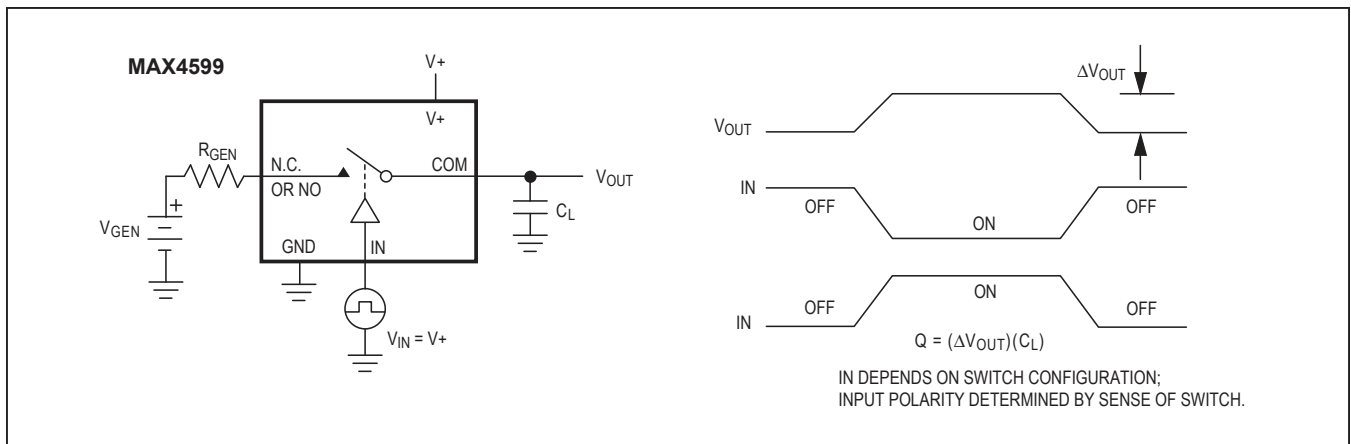 MAX4599
V+
V+
RGEN
N.C.
OR NO
COM
VOUT
CL
VGEN
+
GND
IN
VIN = V+
ΔVOUT
VOUT
IN
OFF
ON
OFF
IN
OFF
ON
OFF
Q = (ΔVOUT)(CL)
IN DEPENDS ON SWITCH CONFIGURATION;
INPUT POLARITY DETERMINED BY SENSE OF SWITCH.